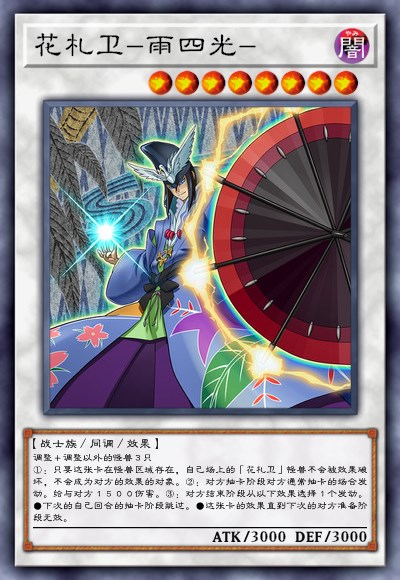 花札卫-雨四光-
やみ
闇
【战士族/同调/效果】
调整+调整以外的怪兽3只
①：只要这张卡在怪兽区域存在，自己场上的「花札卫」怪兽不会被效果破
坏，不会成为对方的效果的对象。②：对方抽卡阶段对方通常抽卡的场合发
动。给与对方1500伤害。③：对方结束阶段从以下效果选择1个发动。
●下次的自己回合的抽卡阶段跳过。●这张卡的效果直到下次的对方准备阶
段无效。
ATK/3000 DEF/3000